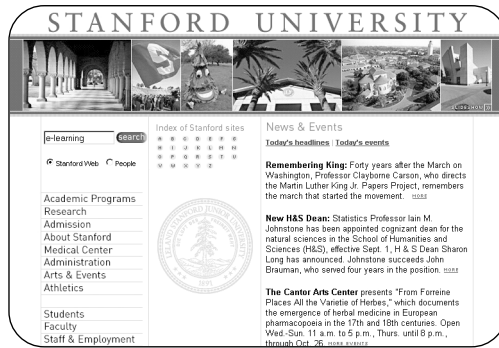 STANFORD UNIVERSITY
SLIDESHOW
e-learning search
Stanford Web People
Academic Programs
Research
Admission
About Stanford
Medical Center
Administration
Arts & Events
Athletics
Students
Faculty
Staff & Employment
Index of Stanford sites
A B C D E F G
H I J K L M N
O P Q R S T U
V W X Y Z
LELAND STANFORD JUNIOR UNIVERSITY
1891
News & Events
Today's headlines | Today's events
Remembering King: Forty years after the March on
Washington, Professor Clayborne Carson, who directs
the Martin Luther King Jr. Papers Project, remembers
the march that started the movement. MORE
New H&S Dean: Statistics Professor Iain M.
Johnstone has been appointed cognizant dean for the
natural sciences in the School of Humanities and
Sciences (H&S), effective Sept. 1, H & S Dean Sharon
Long has announced. Johnstone succeeds John
Brauman, who served four years in the position. MORE
The Cantor Arts Center presents "From Forreine
Places All the Varietie of Herbes," which documents
the emergence of herbal medicine in European
pharmacopoeia in the 17th and 18th centuries. Open
Wed.-Sun. 11 a.m. to 5 p.m., Thurs. until 8 p.m.,
through Oct. 26. MORE EVENTS